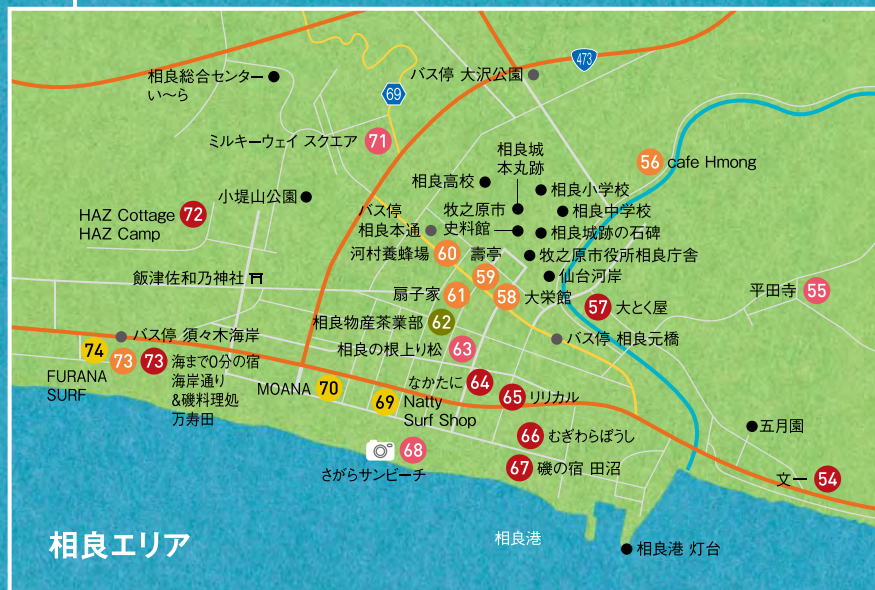 473
バス停 大沢公園
相良総合センター
い〜ら
69
ミルキーウェイ スクエア
71
相良城
本丸跡
56
cafe Hmong
相良高校
相良小学校
小堤山公園
HAZ Cottage
HAZ Camp
72
バス停
相良本通
牧之原市
史料館
相良中学校
相良城跡の石碑
河村養蜂場
60
壽亭
59
牧之原市役所相良庁舎
仙台河岸
飯津佐和乃神社
扇子家
61
58
大栄館
57
大とく屋
平田寺
55
相良物産茶業部
62
バス停 須々木海岸
相良の根上り松
63
バス停 相良元橋
74
FURANA
SURF
73
73
海まで0分の宿
海岸通り
&磯料理処
万寿田
MOANA
70
69
Natty
Surf Shop
なかたに
64
65
リリカル
66
むぎわらぼうし
五月園
68
さがらサンビーチ
67
磯の宿 田沼
文一
54
相良エリア
相良港
相良港 灯台